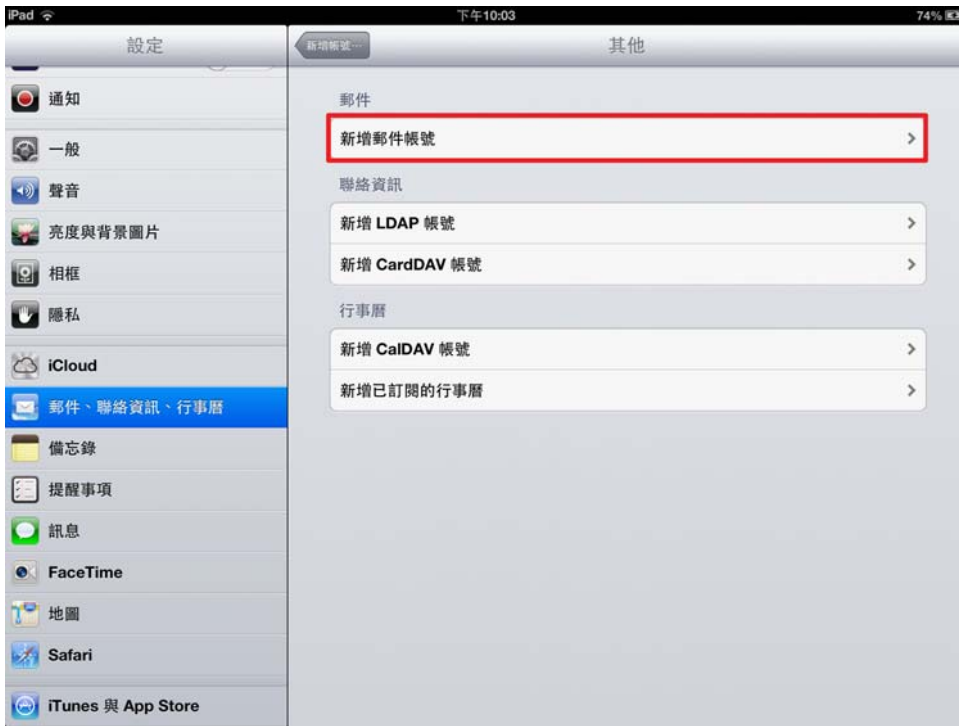 iPad 下午10:03 74%
設定
通知
一般
聲音
亮度與背景圖片
相框
隱私
iCloud
郵件、聯絡資訊、行事曆
備忘錄
提醒事項
訊息
FaceTime
地圖
Safari
iTunes 與 App Store
新增帳號… 其他
郵件
新增郵件帳號
聯絡資訊
新增 LDAP 帳號
新增 CardDAV 帳號
行事曆
新增 CalDAV 帳號
新增已訂閱的行事曆